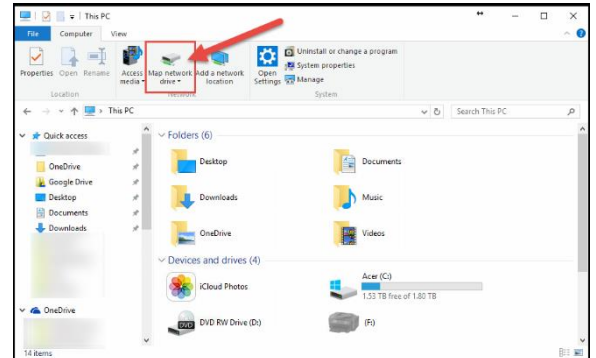 This PC
File Computer View
Properties Open Rename
Access media
Map network drive
Add a network location
Open Settings
Uninstall or change a program
System properties
Manage
Location Network System
This PC
Search This PC
Quick access
OneDrive
Google Drive
Desktop
Documents
Downloads
OneDrive
Folders (6)
Desktop Documents
Downloads Music
OneDrive Videos
Devices and drives (4)
iCloud Photos
Acer (C:)
1.53 TB free of 1.80 TB
DVD
DVD RW Drive (D:)
(F:)
14 items